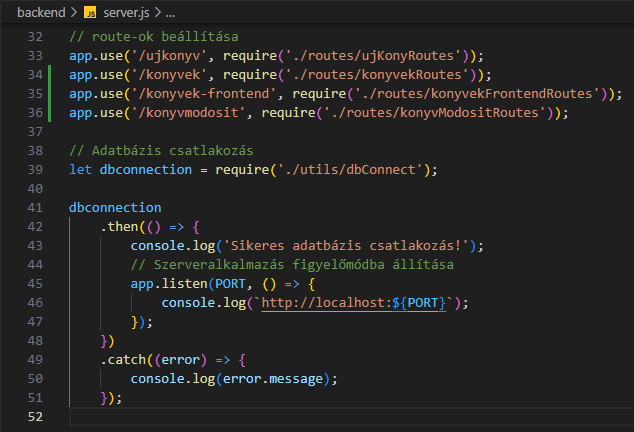 backend > JS server.js > ...
32 // route-ok beállítása
33 app.use('/ujkonyv', require('./routes/ujKonyRoutes'));
34 app.use('/konyvek', require('./routes/konyvekRoutes'));
35 app.use('/konyvek-frontend', require('./routes/konyvekFrontendRoutes'));
36 app.use('/konyvmodosit', require('./routes/konyvModositRoutes'));
37
38 // Adatbázis csatlakozás
39 let dbconnection = require('./utils/dbConnect');
40
41 dbconnection
42     .then(() => {
43         console.log('Sikeres adatbázis csatlakozás!');
44         // Szerveralkalmazás figyelőmódba állítása
45         app.listen(PORT, () => {
46             console.log(`http://localhost:${PORT}`);
47         });
48     })
49     .catch((error) => {
50         console.log(error.message);
51     });
52